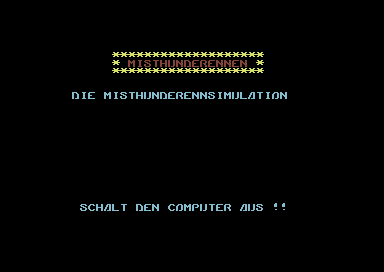 *******************
* MISTHUNDERENNEN *
*******************
DIE MISTHUNDERENNSIMULATION
SCHALT DEN COMPUTER AUS !!